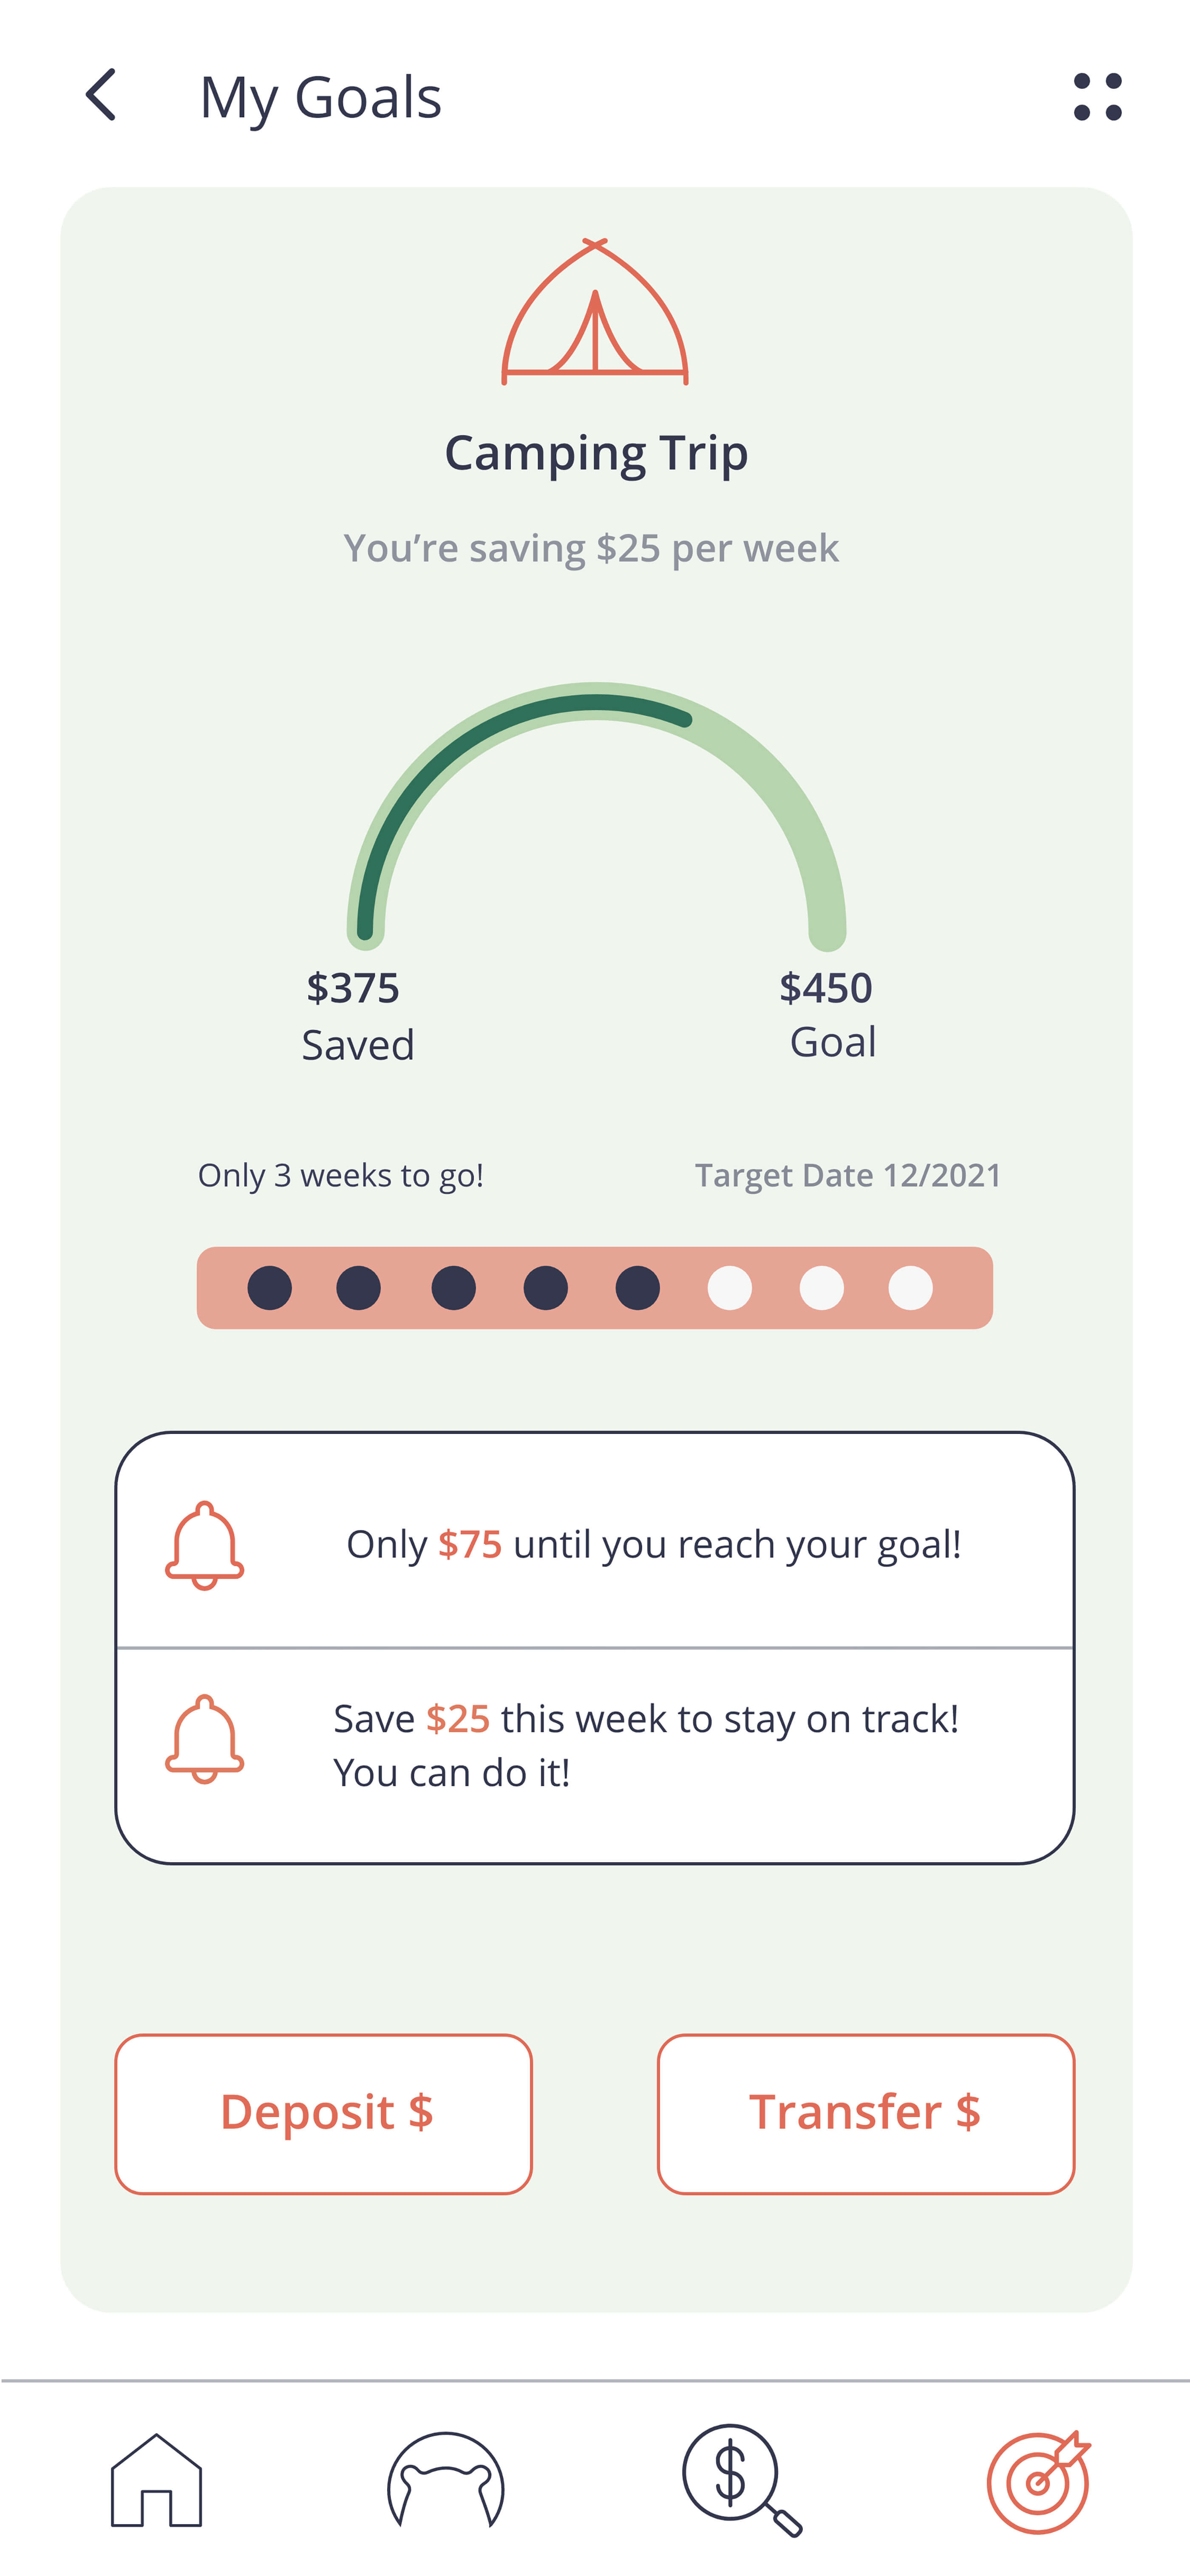 My Goals
Camping Trip
You’re saving $25 per week
$375
$450
Saved
Goal
Only 3 weeks to go!
Target Date 12/2021
Only $75 until you reach your goal!
Save $25 this week to stay on track!
You can do it!
Deposit $
Transfer $
$